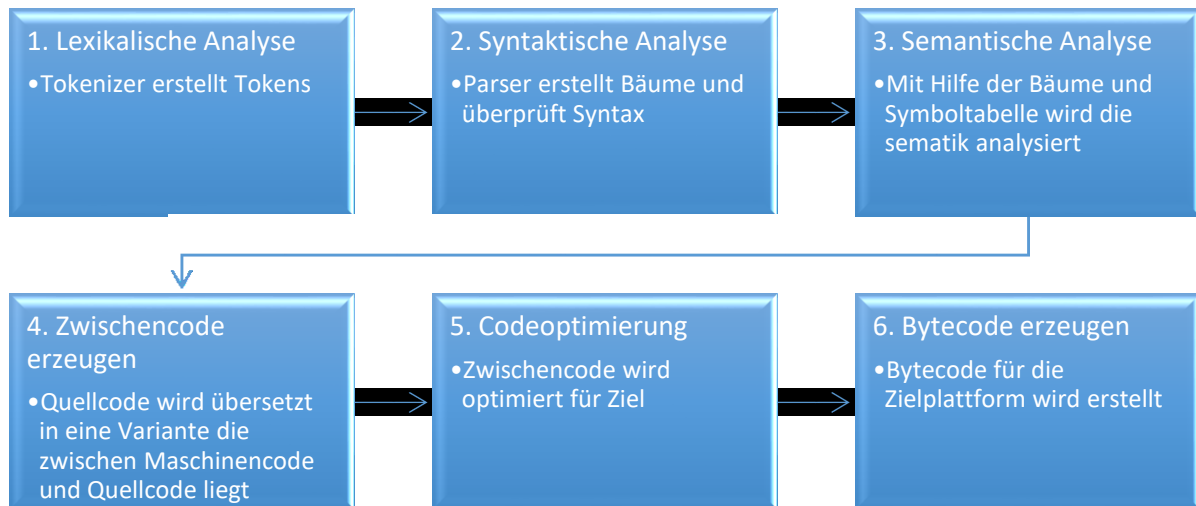 1. Lexikalische Analyse
•Tokenizer erstellt Tokens
2. Syntaktische Analyse
•Parser erstellt Bäume und
überprüft Syntax
3. Semantische Analyse
•Mit Hilfe der Bäume und
Symboltabelle wird die
sematik analysiert
4. Zwischencode
erzeugen
•Quellcode wird übersetzt
in eine Variante die
zwischen Maschinencode
und Quellcode liegt
5. Codeoptimierung
•Zwischencode wird
optimiert für Ziel
6. Bytecode erzeugen
•Bytecode für die
Zielplattform wird erstellt